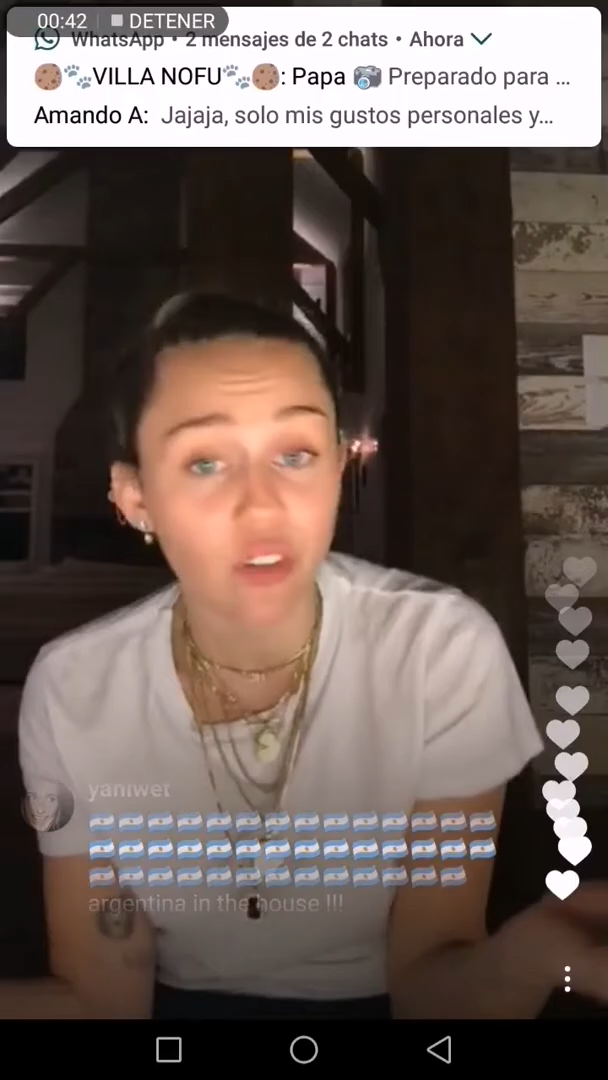 00:42 DETENER
WhatsApp • 2 mensajes de 2 chats • Ahora
🍪🐾VILLA NOFU🐾🍪: Papa 📷 Preparado para ...
Amando A: Jajaja, solo mis gustos personales y...
yaniwet
🇦🇷🇦🇷🇦🇷🇦🇷🇦🇷🇦🇷🇦🇷🇦🇷🇦🇷🇦🇷🇦🇷🇦🇷🇦🇷🇦🇷
🇦🇷🇦🇷🇦🇷🇦🇷🇦🇷🇦🇷🇦🇷🇦🇷🇦🇷🇦🇷🇦🇷🇦🇷🇦🇷🇦🇷
🇦🇷🇦🇷🇦🇷🇦🇷🇦🇷🇦🇷🇦🇷🇦🇷🇦🇷🇦🇷🇦🇷🇦🇷🇦🇷
argentina in the house !!!